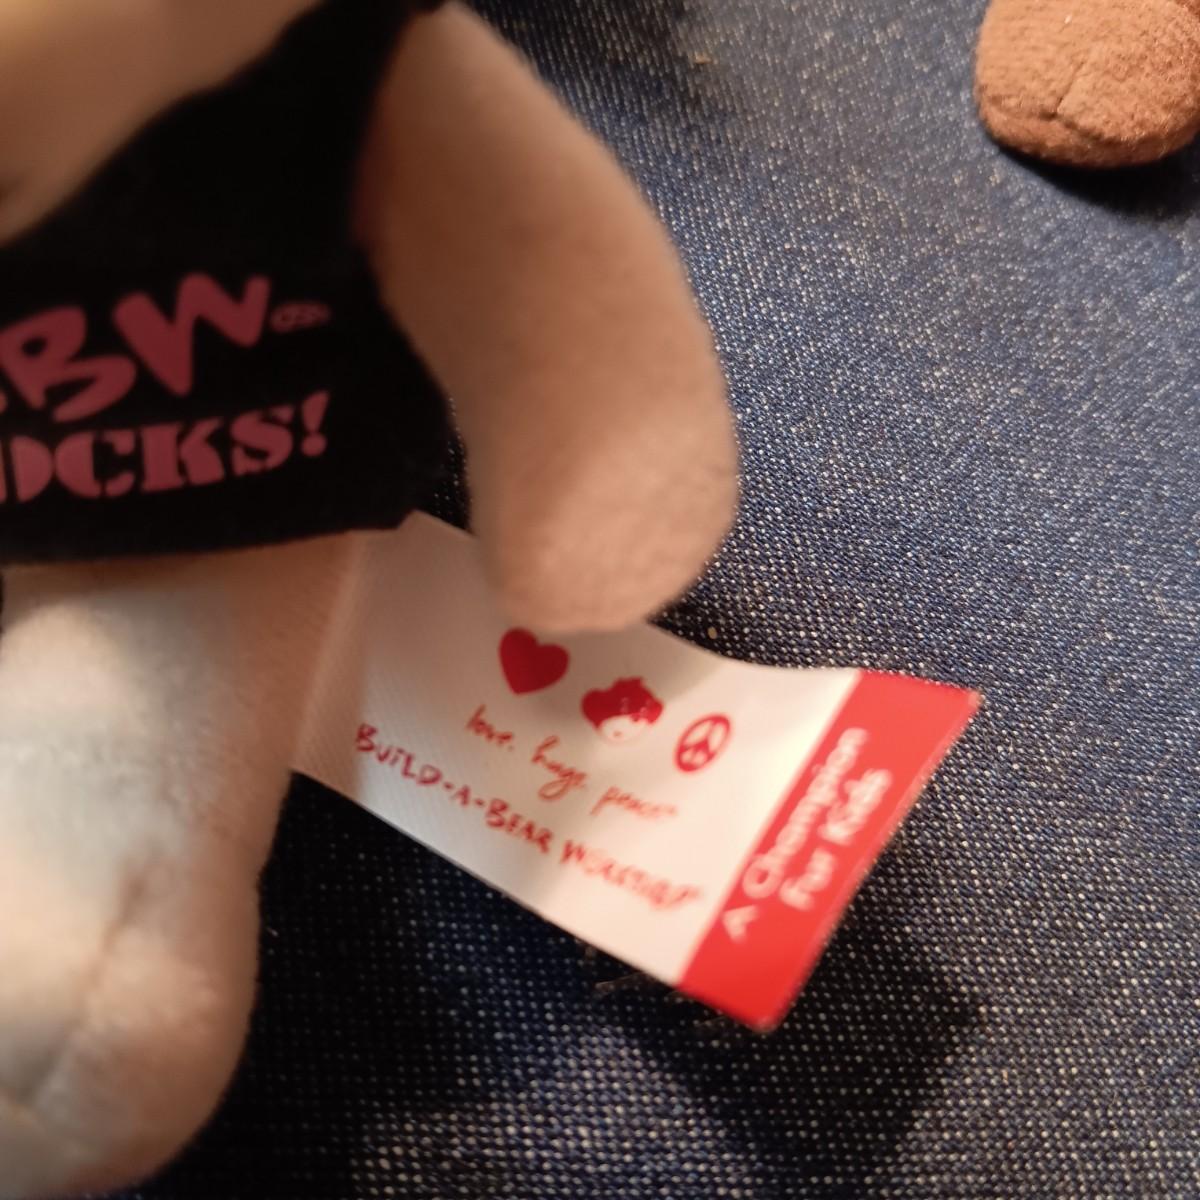 BW
OCKS!
love. hugs. peace
BUILD-A-BEAR WORKSHOP
A Champion
For Kids